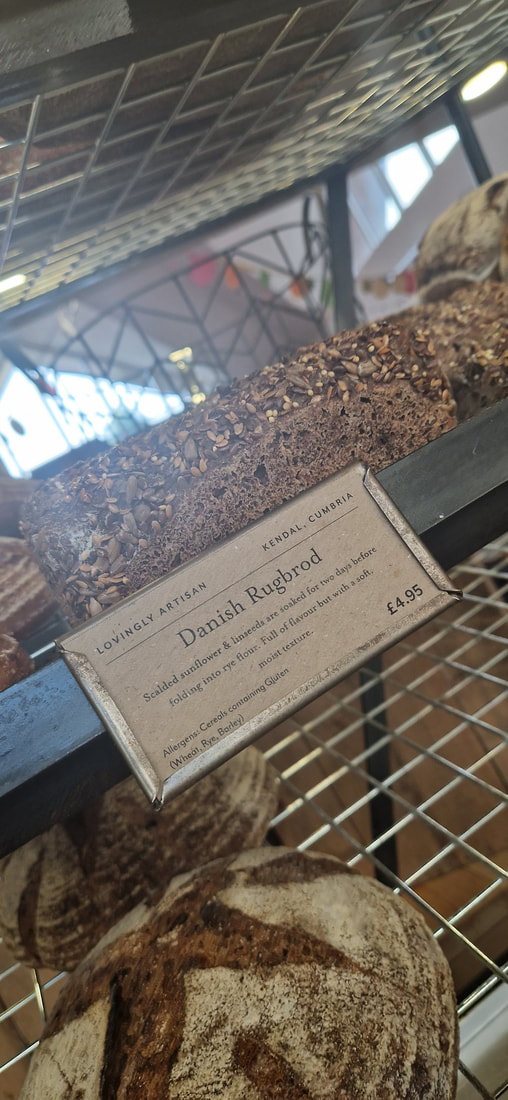 LOVINGLY ARTISAN KENDAL, CUMBRIA
Danish Rugbrod
Scalded sunflower & linseeds are soaked for two days before
folding into rye flour. Full of flavour but with a soft,
moist texture.
£4.95
Allergens: Cereals containing Gluten
(Wheat, Rye, Barley)